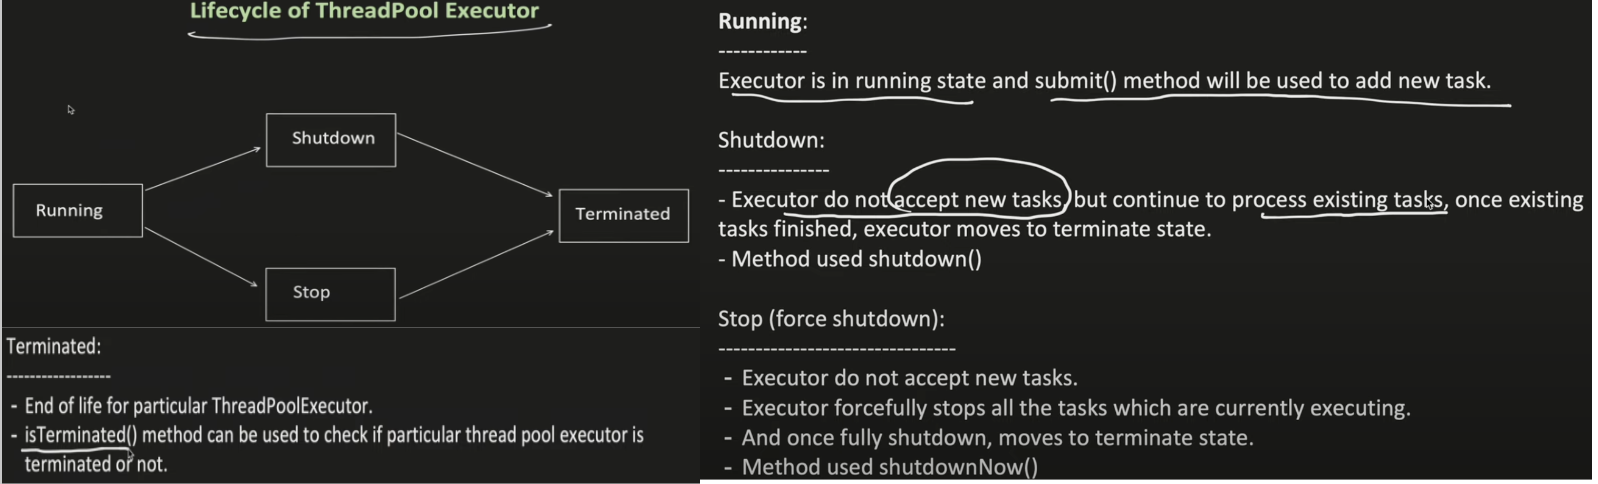 Lifecycle of ThreadPool Executor
Shutdown
Running
Terminated
Stop
Terminated:
------------------
- End of life for particular ThreadPoolExecutor.
- isTerminated() method can be used to check if particular thread pool executor is
terminated or not.
Running:
------------
Executor is in running state and submit() method will be used to add new task.
Shutdown:
---------------
- Executor do not accept new tasks, but continue to process existing tasks, once existing
tasks finished, executor moves to terminate state.
- Method used shutdown()
Stop (force shutdown):
--------------------------------
- Executor do not accept new tasks.
- Executor forcefully stops all the tasks which are currently executing.
- And once fully shutdown, moves to terminate state.
- Method used shutdownNow()